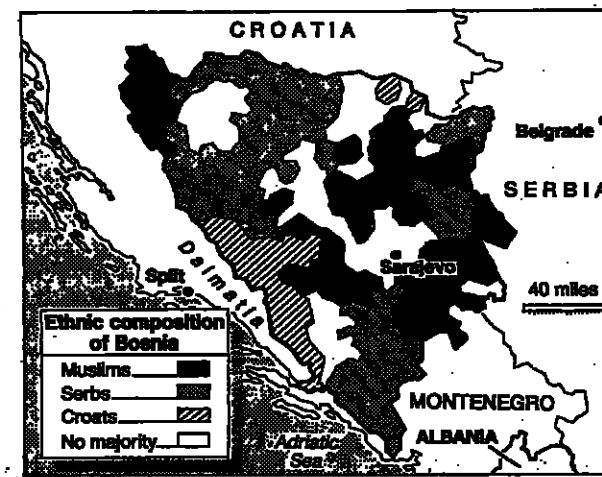 CROATIA
Belgrade
SERBIA
Dalmatia
Split
Sarajevo
40 miles
Ethnic composition
of Bosnia
Muslims
Serbs
Croats
No majority
MONTENEGRO
ALBANIA
Adriatic
Sea